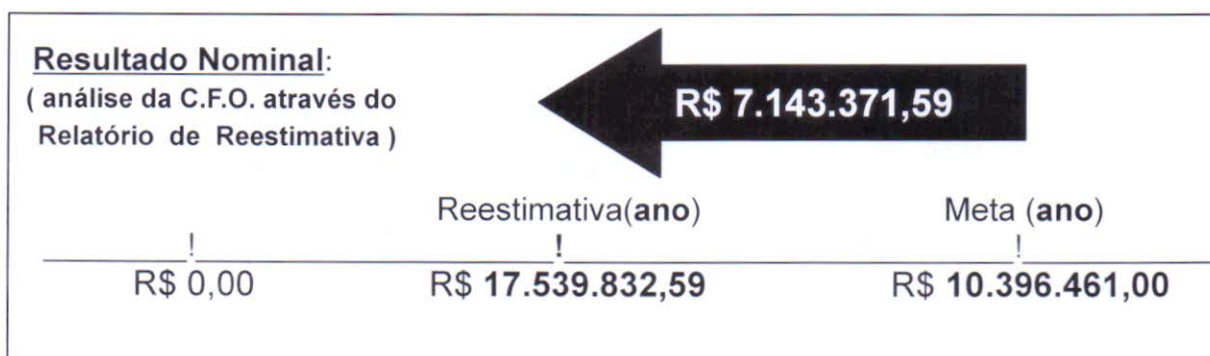 Resultado Nominal:
( análise da C.F.O. através do
Relatório de Reestimativa )
R$ 7.143.371,59
Reestimativa(ano)
Meta (ano)
! ! !
R$ 0,00
R$ 17.539.832,59
R$ 10.396.461,00